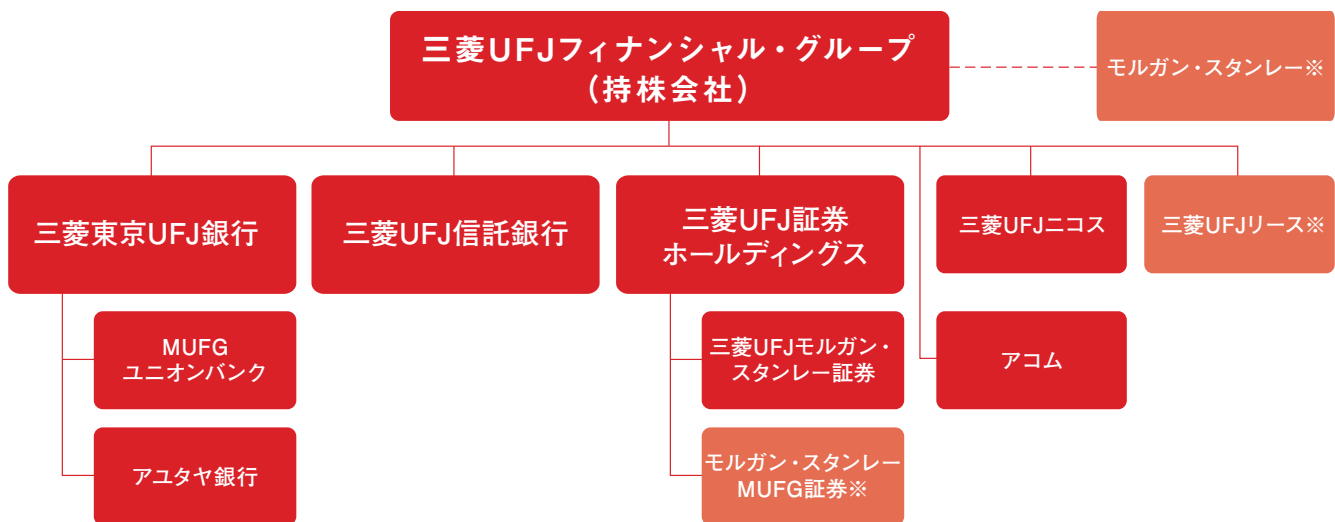 三菱UFJフィナンシャル・グループ
（持株会社）
モルガン・スタンレー※
三菱東京UFJ銀行
三菱UFJ信託銀行
三菱UFJ証券
ホールディングス
三菱UFJニコス
三菱UFJリース※
MUFG
ユニオンバンク
三菱UFJモルガン・
スタンレー証券
アコム
アユタヤ銀行
モルガン・スタンレー
MUFG証券※